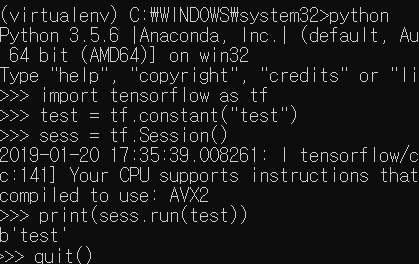 (virtualenv) C:₩WINDOWS₩system32>python
Python 3.5.6 |Anaconda, Inc.| (default, Au
64 bit (AMD64)] on win32
Type "help", "copyright", "credits" or "li
>>> import tensorflow as tf
>>> test = tf.constant("test")
>>> sess = tf.Session()
2019-01-20 17:35:39.008261: I tensorflow/c
c:141] Your CPU supports instructions that
compiled to use: AVX2
>>> print(sess.run(test))
b'test'
>>> quit()